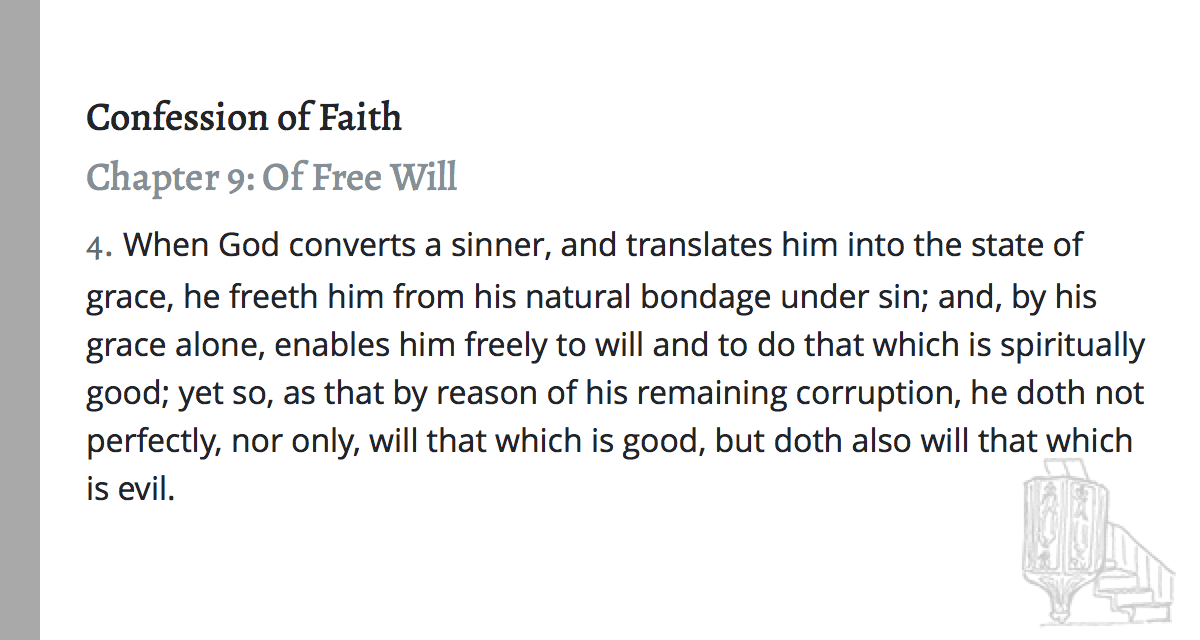 Confession of Faith
Chapter 9: Of Free Will
4. When God converts a sinner, and translates him into the state of
grace, he freeth him from his natural bondage under sin; and, by his
grace alone, enables him freely to will and to do that which is spiritually
good; yet so, as that by reason of his remaining corruption, he doth not
perfectly, nor only, will that which is good, but doth also will that which
is evil.